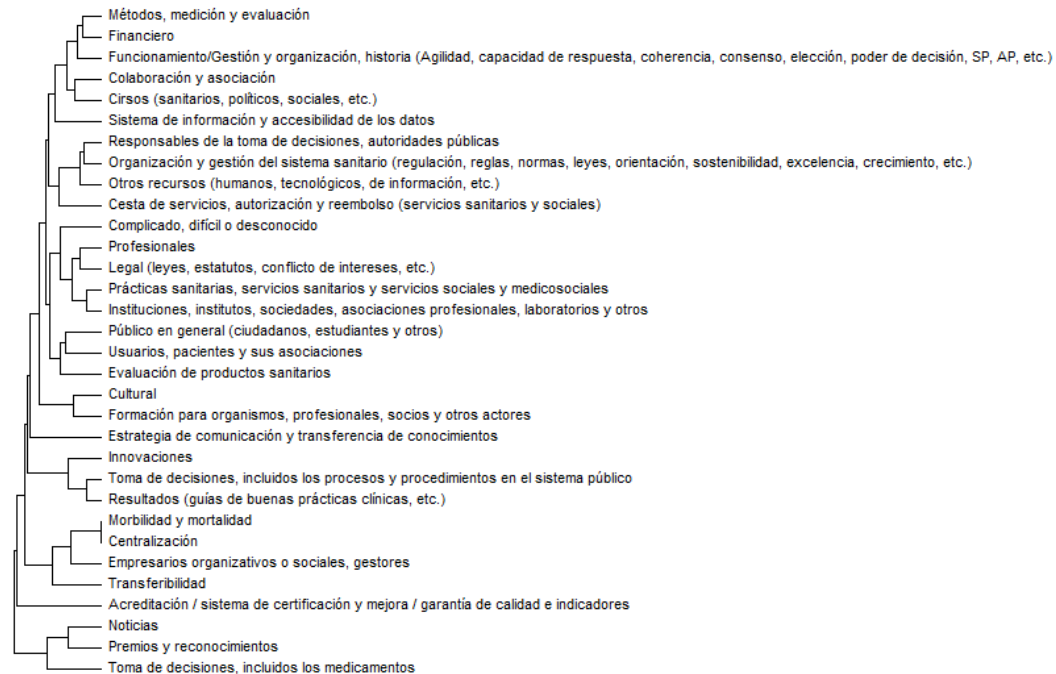 Métodos, medición y evaluación
Financiero
Funcionamiento/Gestión y organización, historia (Agilidad, capacidad de respuesta, coherencia, consenso, elección, poder de decisión, SP, AP, etc.)
Colaboración y asociación
Cirsos (sanitarios, políticos, sociales, etc.)
Sistema de información y accesibilidad de los datos
Responsables de la toma de decisiones, autoridades públicas
Organización y gestión del sistema sanitario (regulación, reglas, normas, leyes, orientación, sostenibilidad, excelencia, crecimiento, etc.)
Otros recursos (humanos, tecnológicos, de información, etc.)
Cesta de servicios, autorización y reembolso (servicios sanitarios y sociales)
Complicado, difícil o desconocido
Profesionales
Legal (leyes, estatutos, conflicto de intereses, etc.)
Prácticas sanitarias, servicios sanitarios y servicios sociales y medicosociales
Instituciones, institutos, sociedades, asociaciones profesionales, laboratorios y otros
Público en general (ciudadanos, estudiantes y otros)
Usuarios, pacientes y sus asociaciones
Evaluación de productos sanitarios
Cultural
Formación para organismos, profesionales, socios y otros actores
Estrategia de comunicación y transferencia de conocimientos
Innovaciones
Toma de decisiones, incluidos los procesos y procedimientos en el sistema público
Resultados (guías de buenas prácticas clínicas, etc.)
Morbilidad y mortalidad
Centralización
Empresarios organizativos o sociales, gestores
Transferibilidad
Acreditación / sistema de certificación y mejora / garantía de calidad e indicadores
Noticias
Premios y reconocimientos
Toma de decisiones, incluidos los medicamentos